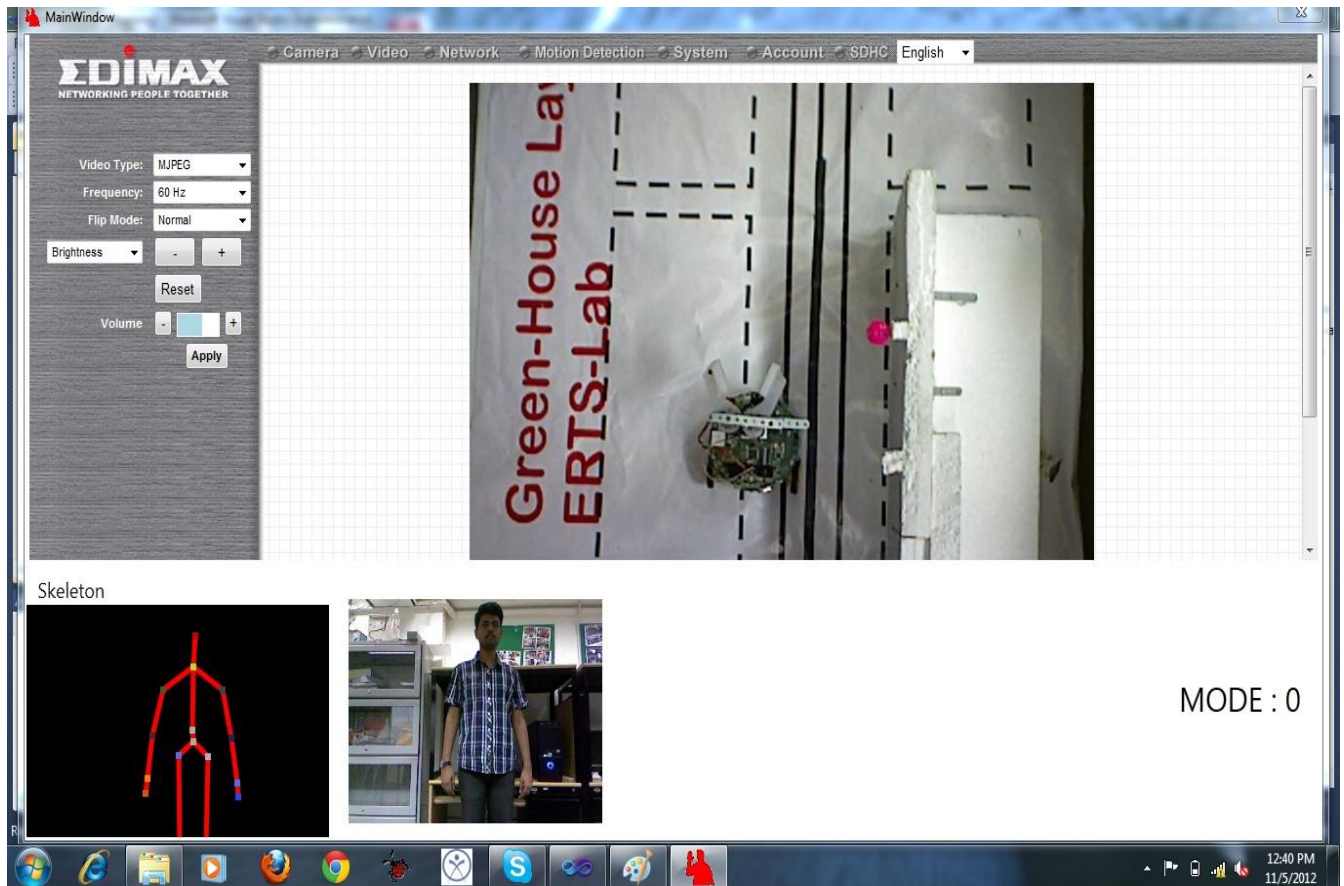 MainWindow
EDIMAX
NETWORKING PEOPLE TOGETHER
Camera Video Network Motion Detection System Account SDHC English
Video Type: MJPEG
Frequency: 60 Hz
Flip Mode: Normal
Brightness - +
Reset
Volume - +
Apply
Green-House Lay
EBTS-Lab
Skeleton
MODE : 0
12:40 PM
11/5/2012